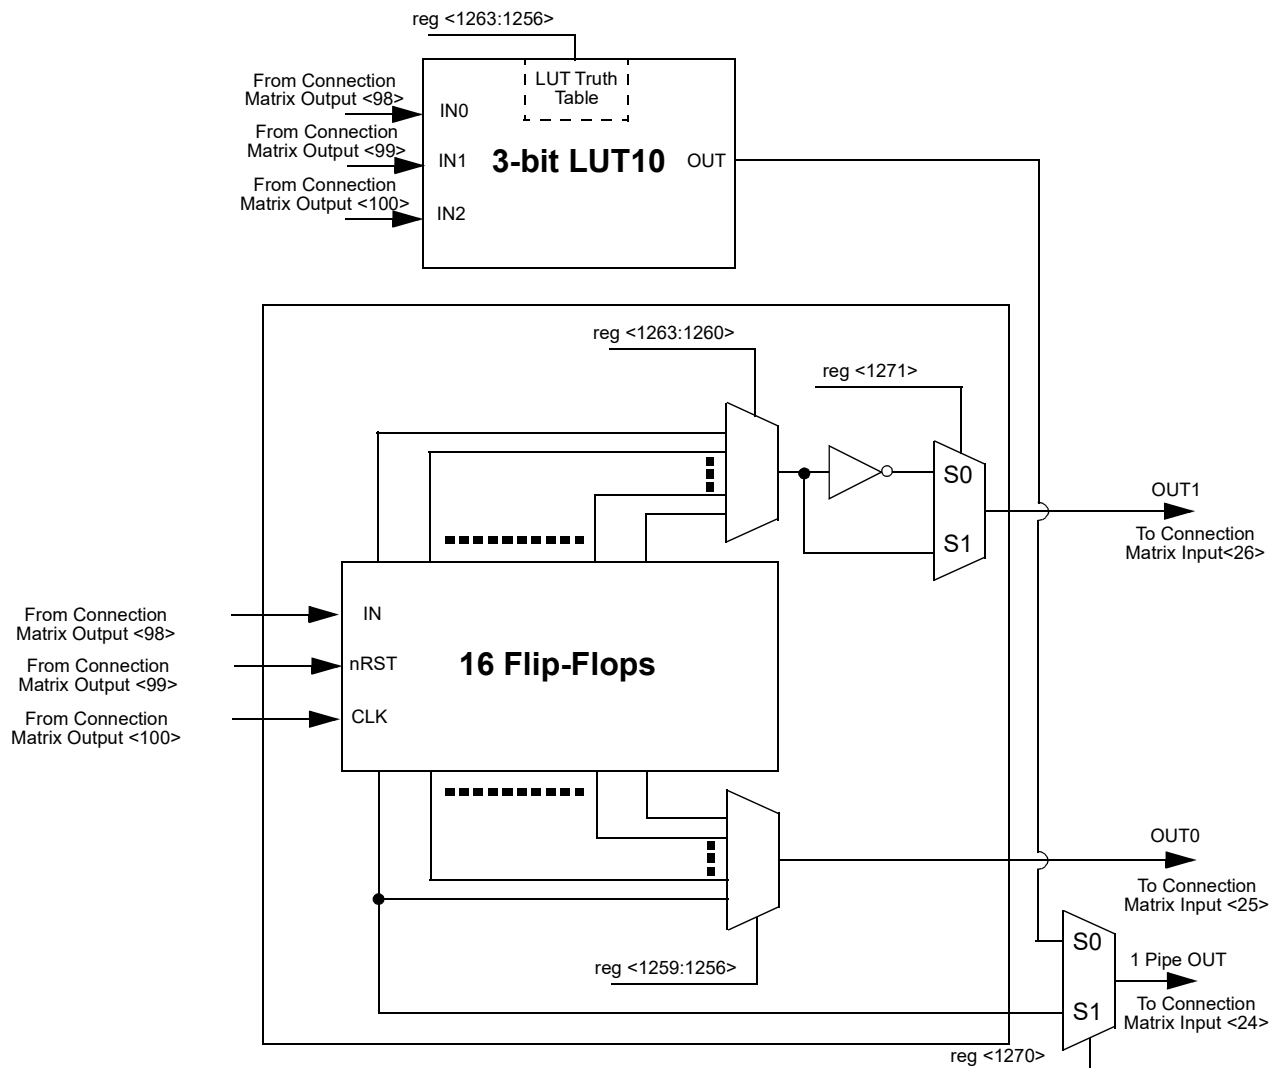 reg <1263:1256>
From Connection
Matrix Output <98>
From Connection
Matrix Output <99>
From Connection
Matrix Output <100>
LUT Truth
Table
IN0
IN1
IN2
3-bit LUT10
OUT
reg <1263:1260>
reg <1271>
S0
S1
OUT1
To Connection
Matrix Input<26>
From Connection
Matrix Output <98>
From Connection
Matrix Output <99>
From Connection
Matrix Output <100>
IN
nRST
CLK
16 Flip-Flops
OUT0
To Connection
Matrix Input <25>
reg <1259:1256>
S0
S1
1 Pipe OUT
To Connection
Matrix Input <24>
reg <1270>